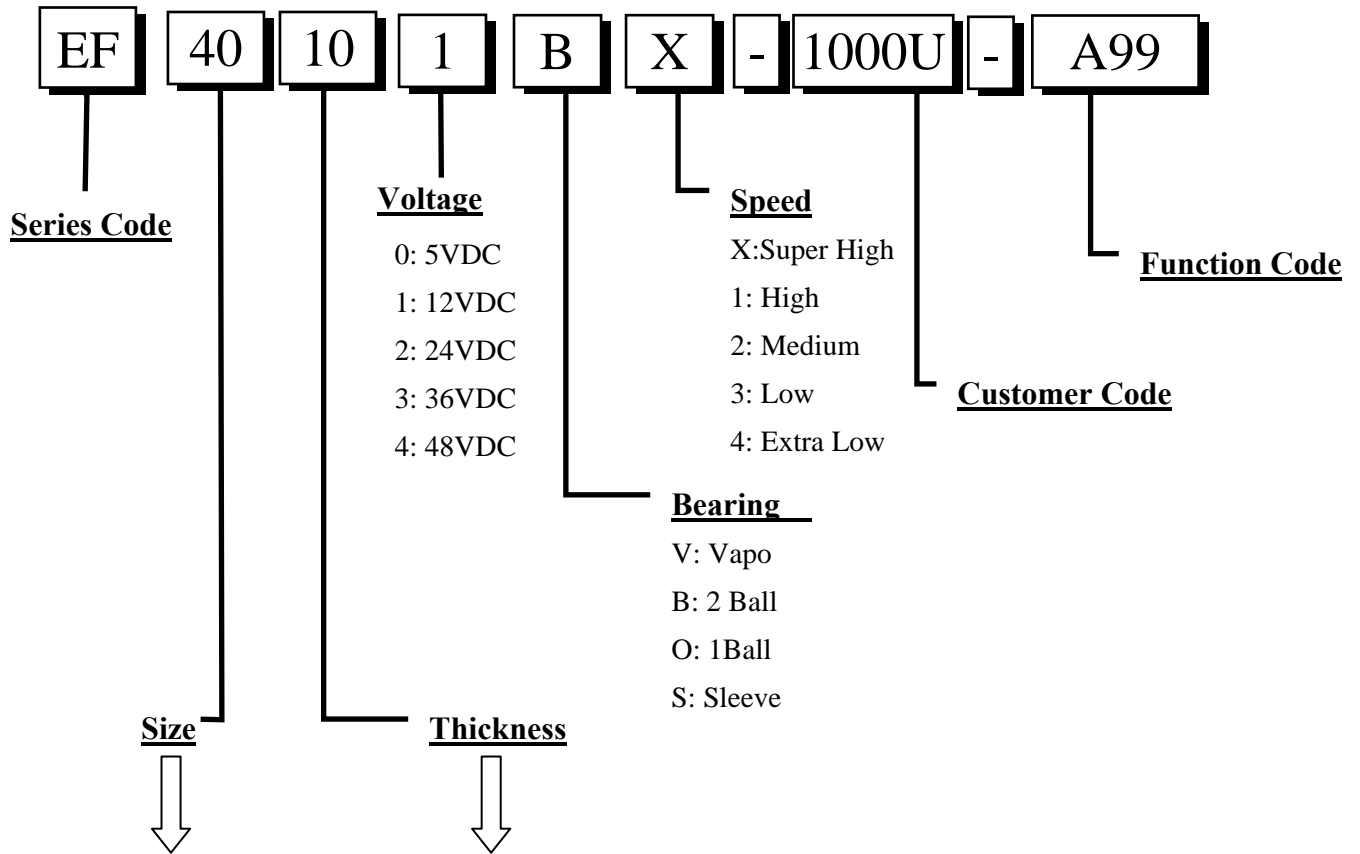 EF 40 10 1 B X - 1000U - A99
Series Code
Voltage
0: 5VDC
1: 12VDC
2: 24VDC
3: 36VDC
4: 48VDC
Speed
X:Super High
1: High
2: Medium
3: Low
4: Extra Low
Function Code
Customer Code
Bearing
V: Vapo
B: 2 Ball
O: 1Ball
S: Sleeve
Size
Thickness